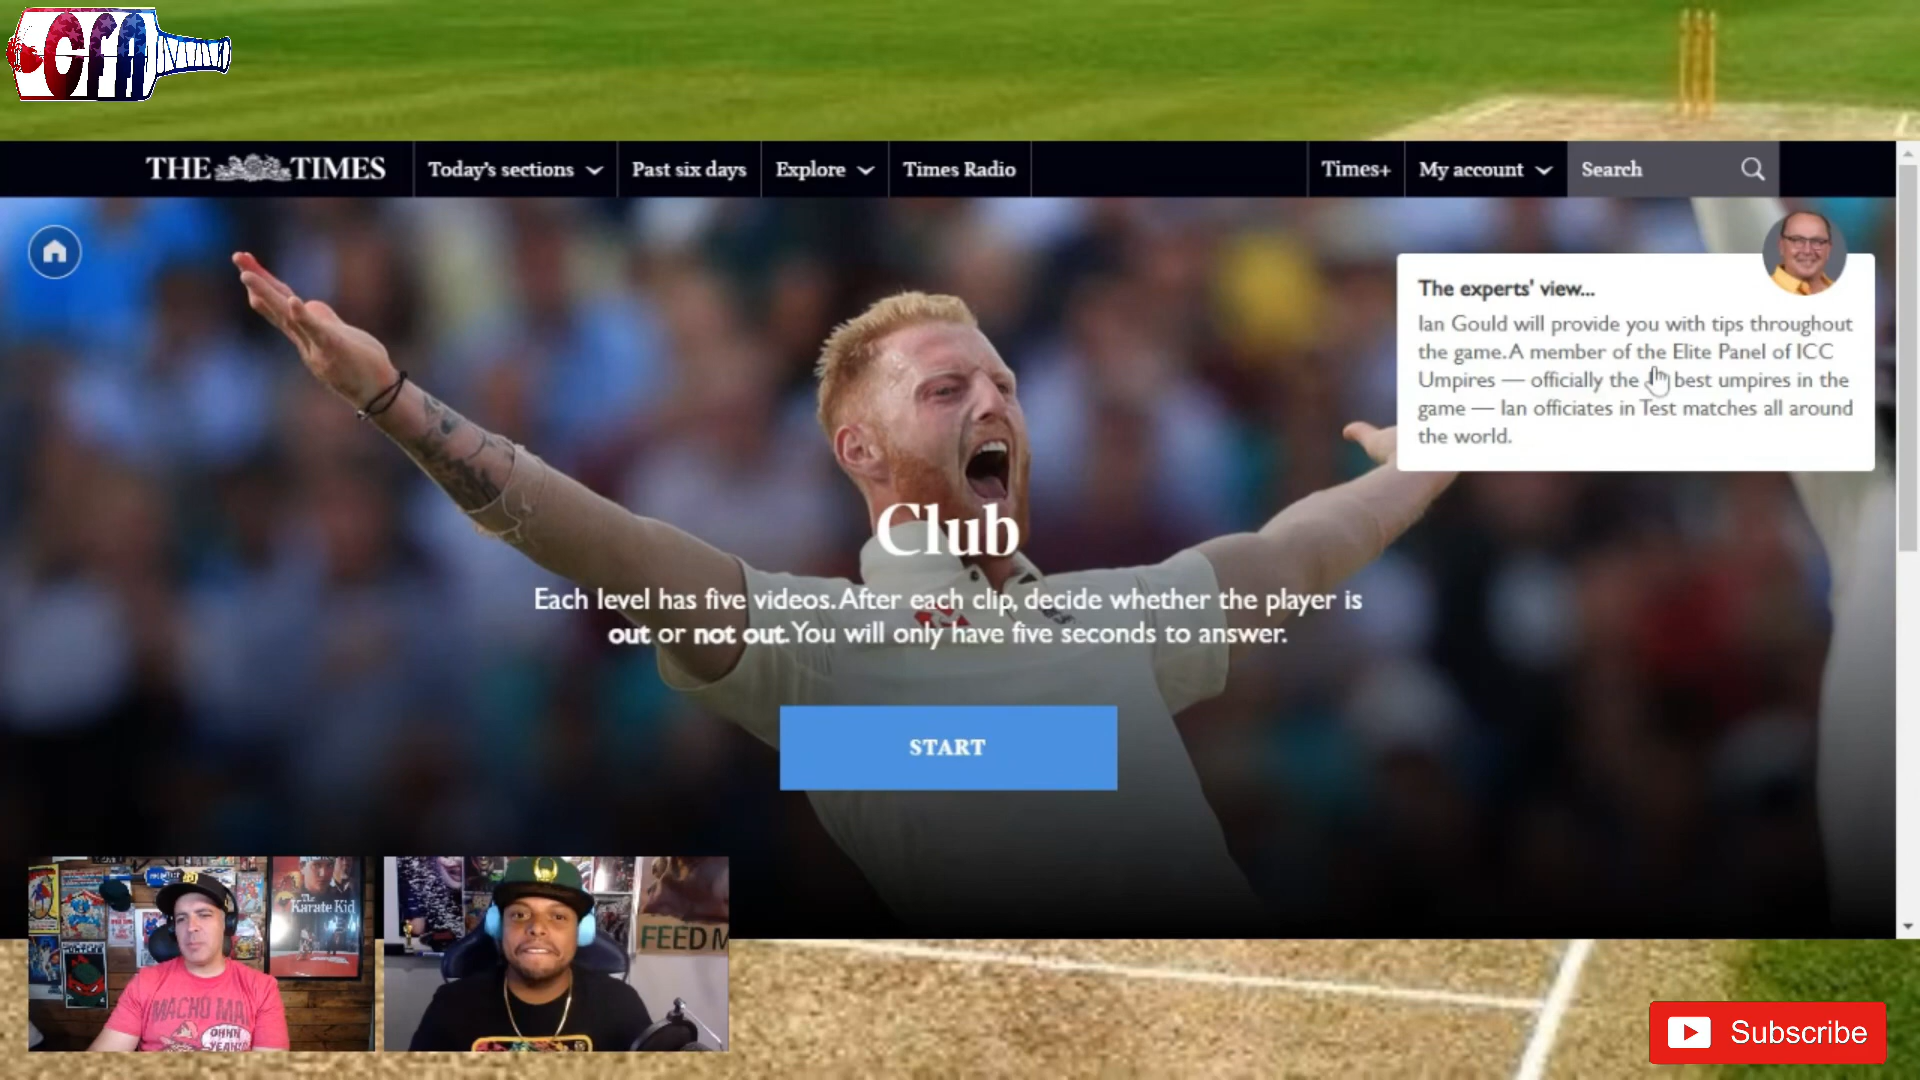 CFA
THE TIMES
Today's sections
Past six days
Explore
Times Radio
Times+
My account
Search
The experts' view...
Ian Gould will provide you with tips throughout
the game. A member of the Elite Panel of ICC
Umpires — officially the best umpires in the
game — Ian officiates in Test matches all around
the world.
Club
Each level has five videos. After each clip, decide whether the player is
out or not out. You will only have five seconds to answer.
START
The
Karate Kid
FEED M
MACHO MA
OHHH
YEAH!
Subscribe